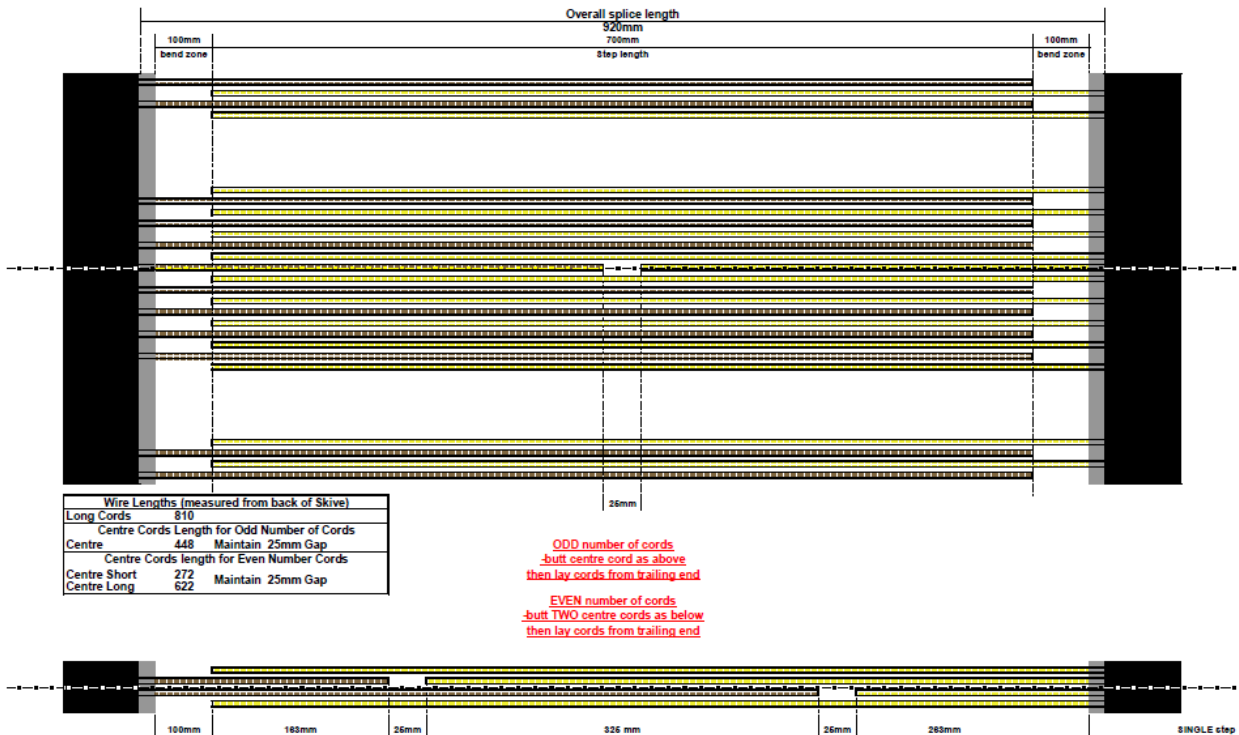 Overall splice length
920mm
100mm 700mm 100mm
bend zone Step length bend zone
25mm
Wire Lengths (measured from back of Skive)
Long Cords 810
Centre Cords Length for Odd Number of Cords
Centre 448 Maintain 25mm Gap
Centre Cords length for Even Number Cords
Centre Short 272 Maintain 25mm Gap
Centre Long 622
ODD number of cords
-butt centre cord as above
then lay cords from trailing end
EVEN number of cords
-butt TWO centre cords as below
then lay cords from trailing end
100mm 163mm 25mm 325 mm 25mm 263mm SINGLE step